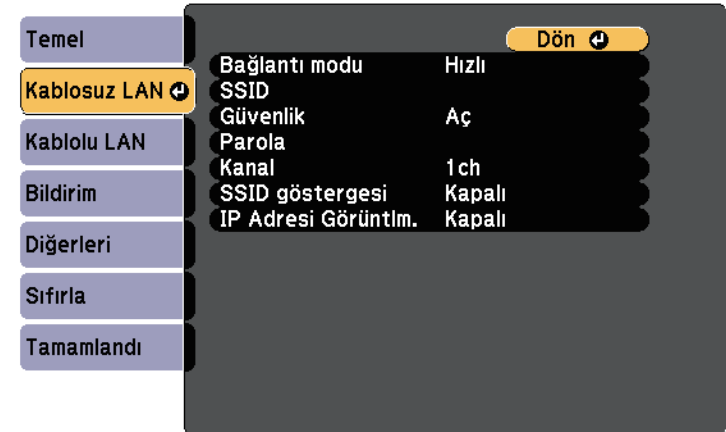 Temel
Kablosuz LAN
Kablolu LAN
Bildirim
Diğerleri
Sıfırla
Tamamlandı
Dön
Bağlantı modu Hızlı
SSID
Güvenlik Aç
Parola
Kanal 1ch
SSID göstergesi Kapalı
IP Adresi Görüntlm. Kapalı